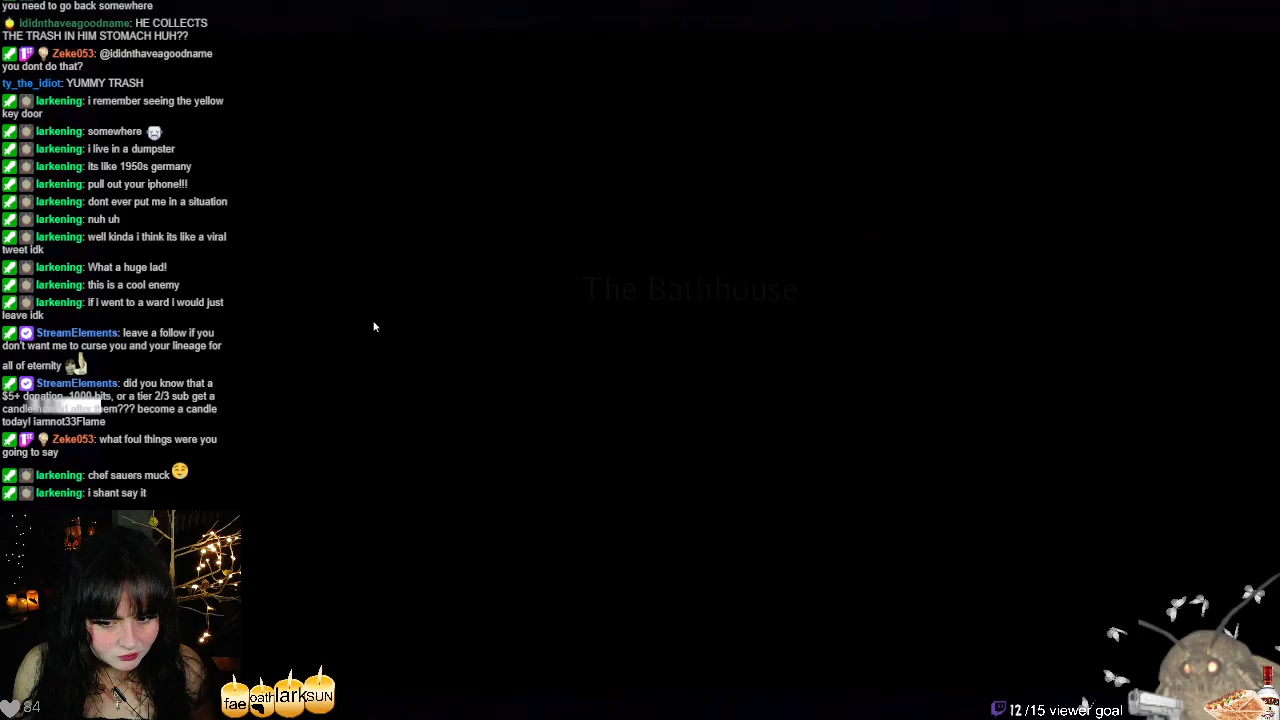 you need to go back somewhere
ididnthaveagoodname: HE COLLECTS
THE TRASH IN HIM STOMACH HUH??
Zeke053: @ididnthaveagoodname
you dont do that?
ty_the_idiot: YUMMY TRASH
larkening: i remember seeing the yellow
key door
larkening: somewhere
larkening: i live in a dumpster
larkening: its like 1950s germany
larkening: pull out your iphone!!!
larkening: dont ever put me in a situation
larkening: nuh uh
larkening: well kinda i think its like a viral
tweet idk
larkening: What a huge lad!
larkening: this is a cool enemy
larkening: if i went to a ward i would just
leave idk
StreamElements: leave a follow if you
don't want me to curse you and your lineage for
all of eternity
StreamElements: did you know that a
$5+ donation, 1000 bits, or a tier 2/3 sub get a
candle named after them??? become a candle
today! iamnot33Flame
Zeke053: what foul things were you
going to say
larkening: chef sauers muck
larkening: i shant say it
The Bathhouse
84
fae
oath
lark
SUN
12 /15 viewer goal